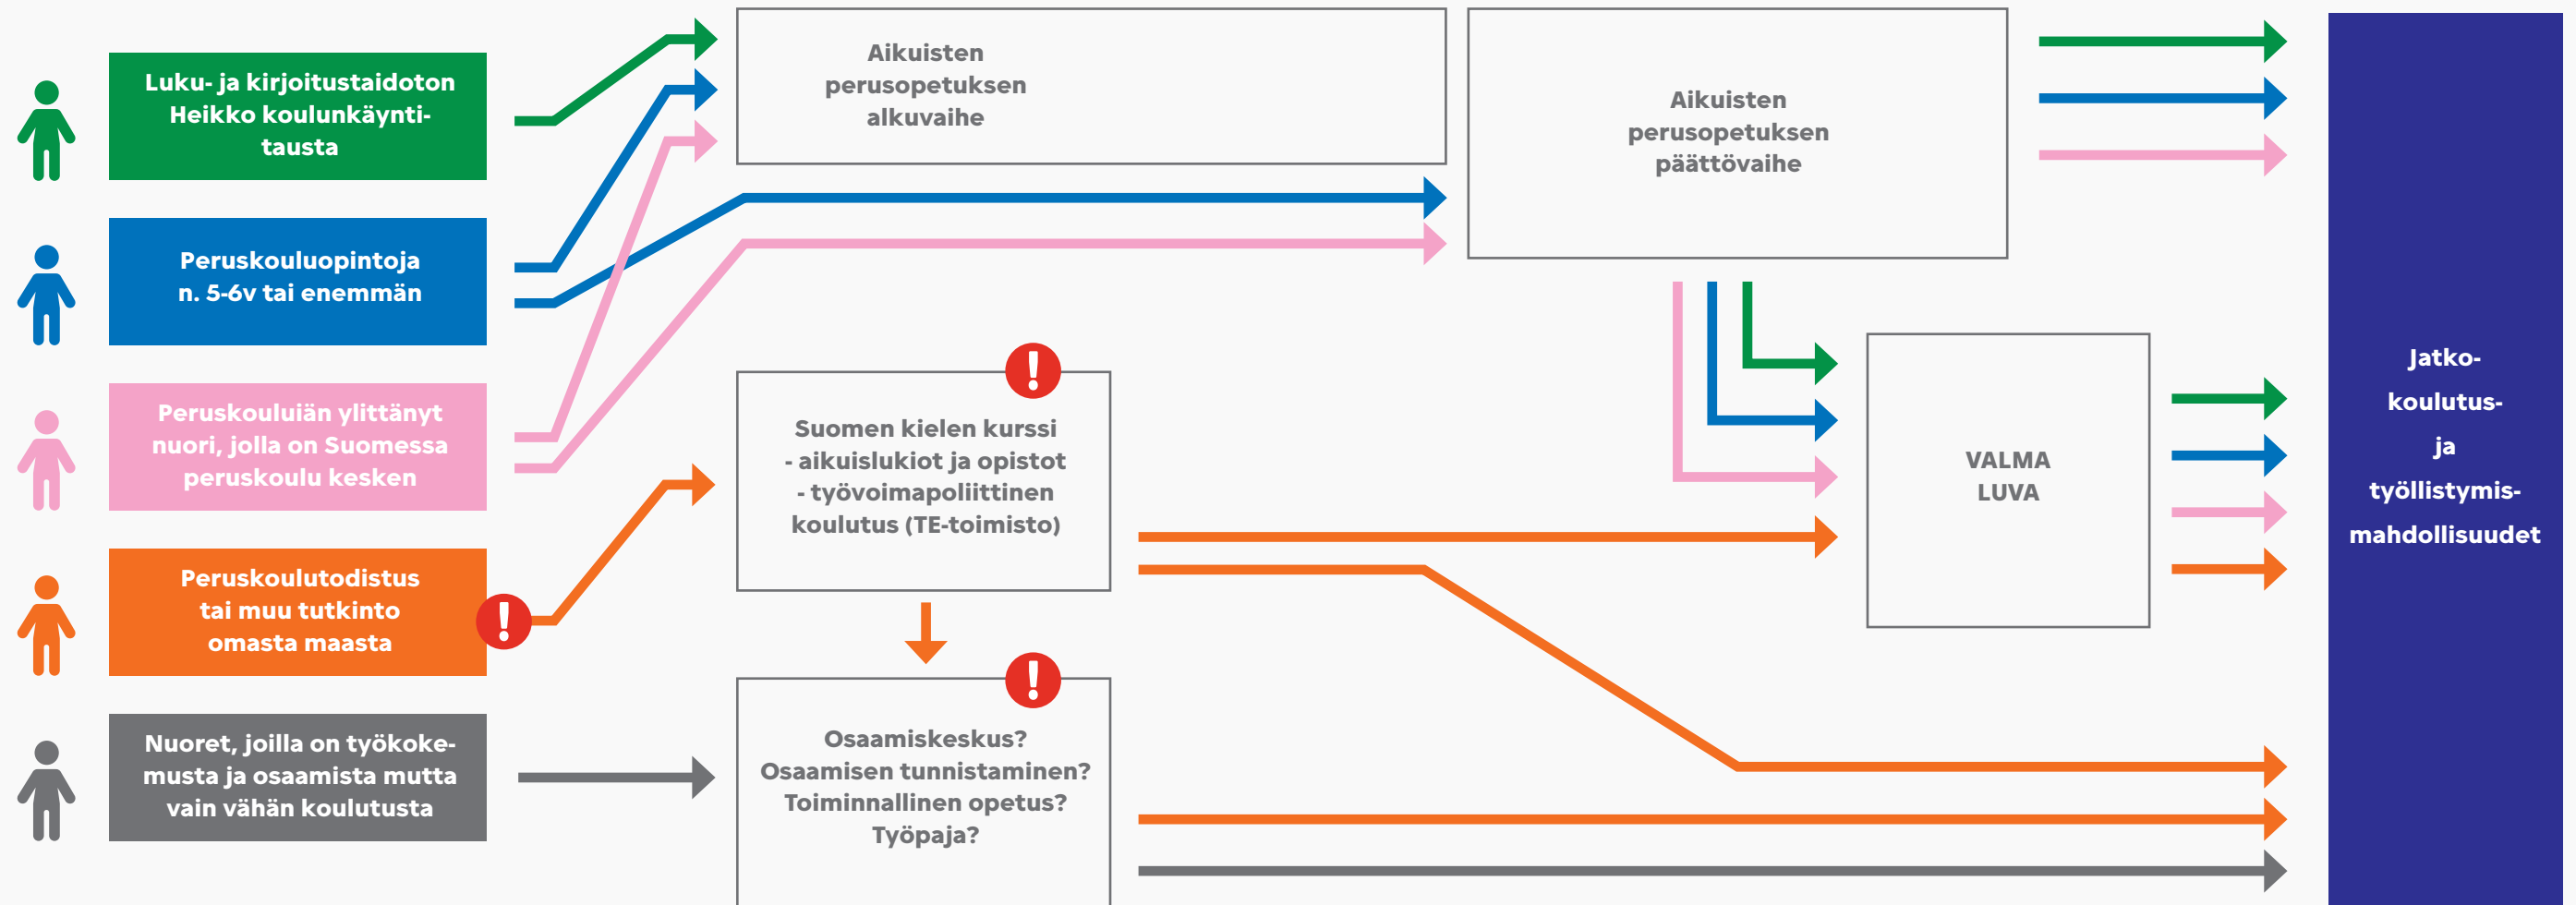 Luku- ja kirjoitustaidoton
Heikko koulunkäynti-
tausta
Peruskouluopintoja
n. 5-6v tai enemmän
Peruskouluiän ylittänyt
nuori, jolla on Suomessa
peruskoulu kesken
Peruskoulutodistus
tai muu tutkinto
omasta maasta
!
Nuoret, joilla on työkoke-
musta ja osaamista mutta
vain vähän koulutusta
Aikuisten
perusopetuksen
alkuvaihe
Aikuisten
perusopetuksen
päättövaihe
!
Suomen kielen kurssi
- aikuislukiot ja opistot
- työvoimapoliittinen
koulutus (TE-toimisto)
!
Osaamiskeskus?
Osaamisen tunnistaminen?
Toiminnallinen opetus?
Työpaja?
VALMA
LUVA
Jatko-
koulutus-
ja
työllistymis-
mahdollisuudet